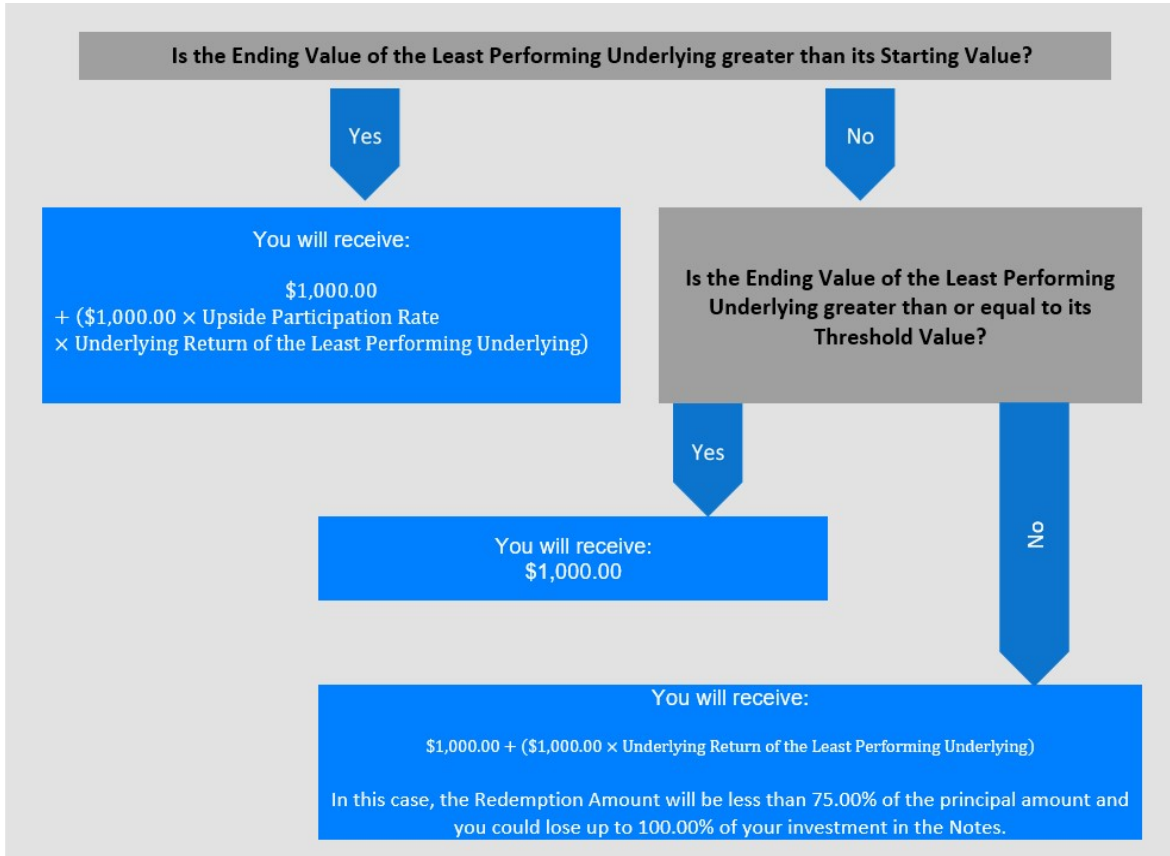 Is the Ending Value of the Least Performing Underlying greater than its Starting Value?
Yes
No
You will receive:
$1,000.00
+ ($1,000.00 × Upside Participation Rate
× Underlying Return of the Least Performing Underlying)
Is the Ending Value of the Least Performing
Underlying greater than or equal to its
Threshold Value?
Yes
No
You will receive:
$1,000.00
You will receive:
$1,000.00 + ($1,000.00 × Underlying Return of the Least Performing Underlying)
In this case, the Redemption Amount will be less than 75.00% of the principal amount and
you could lose up to 100.00% of your investment in the Notes.